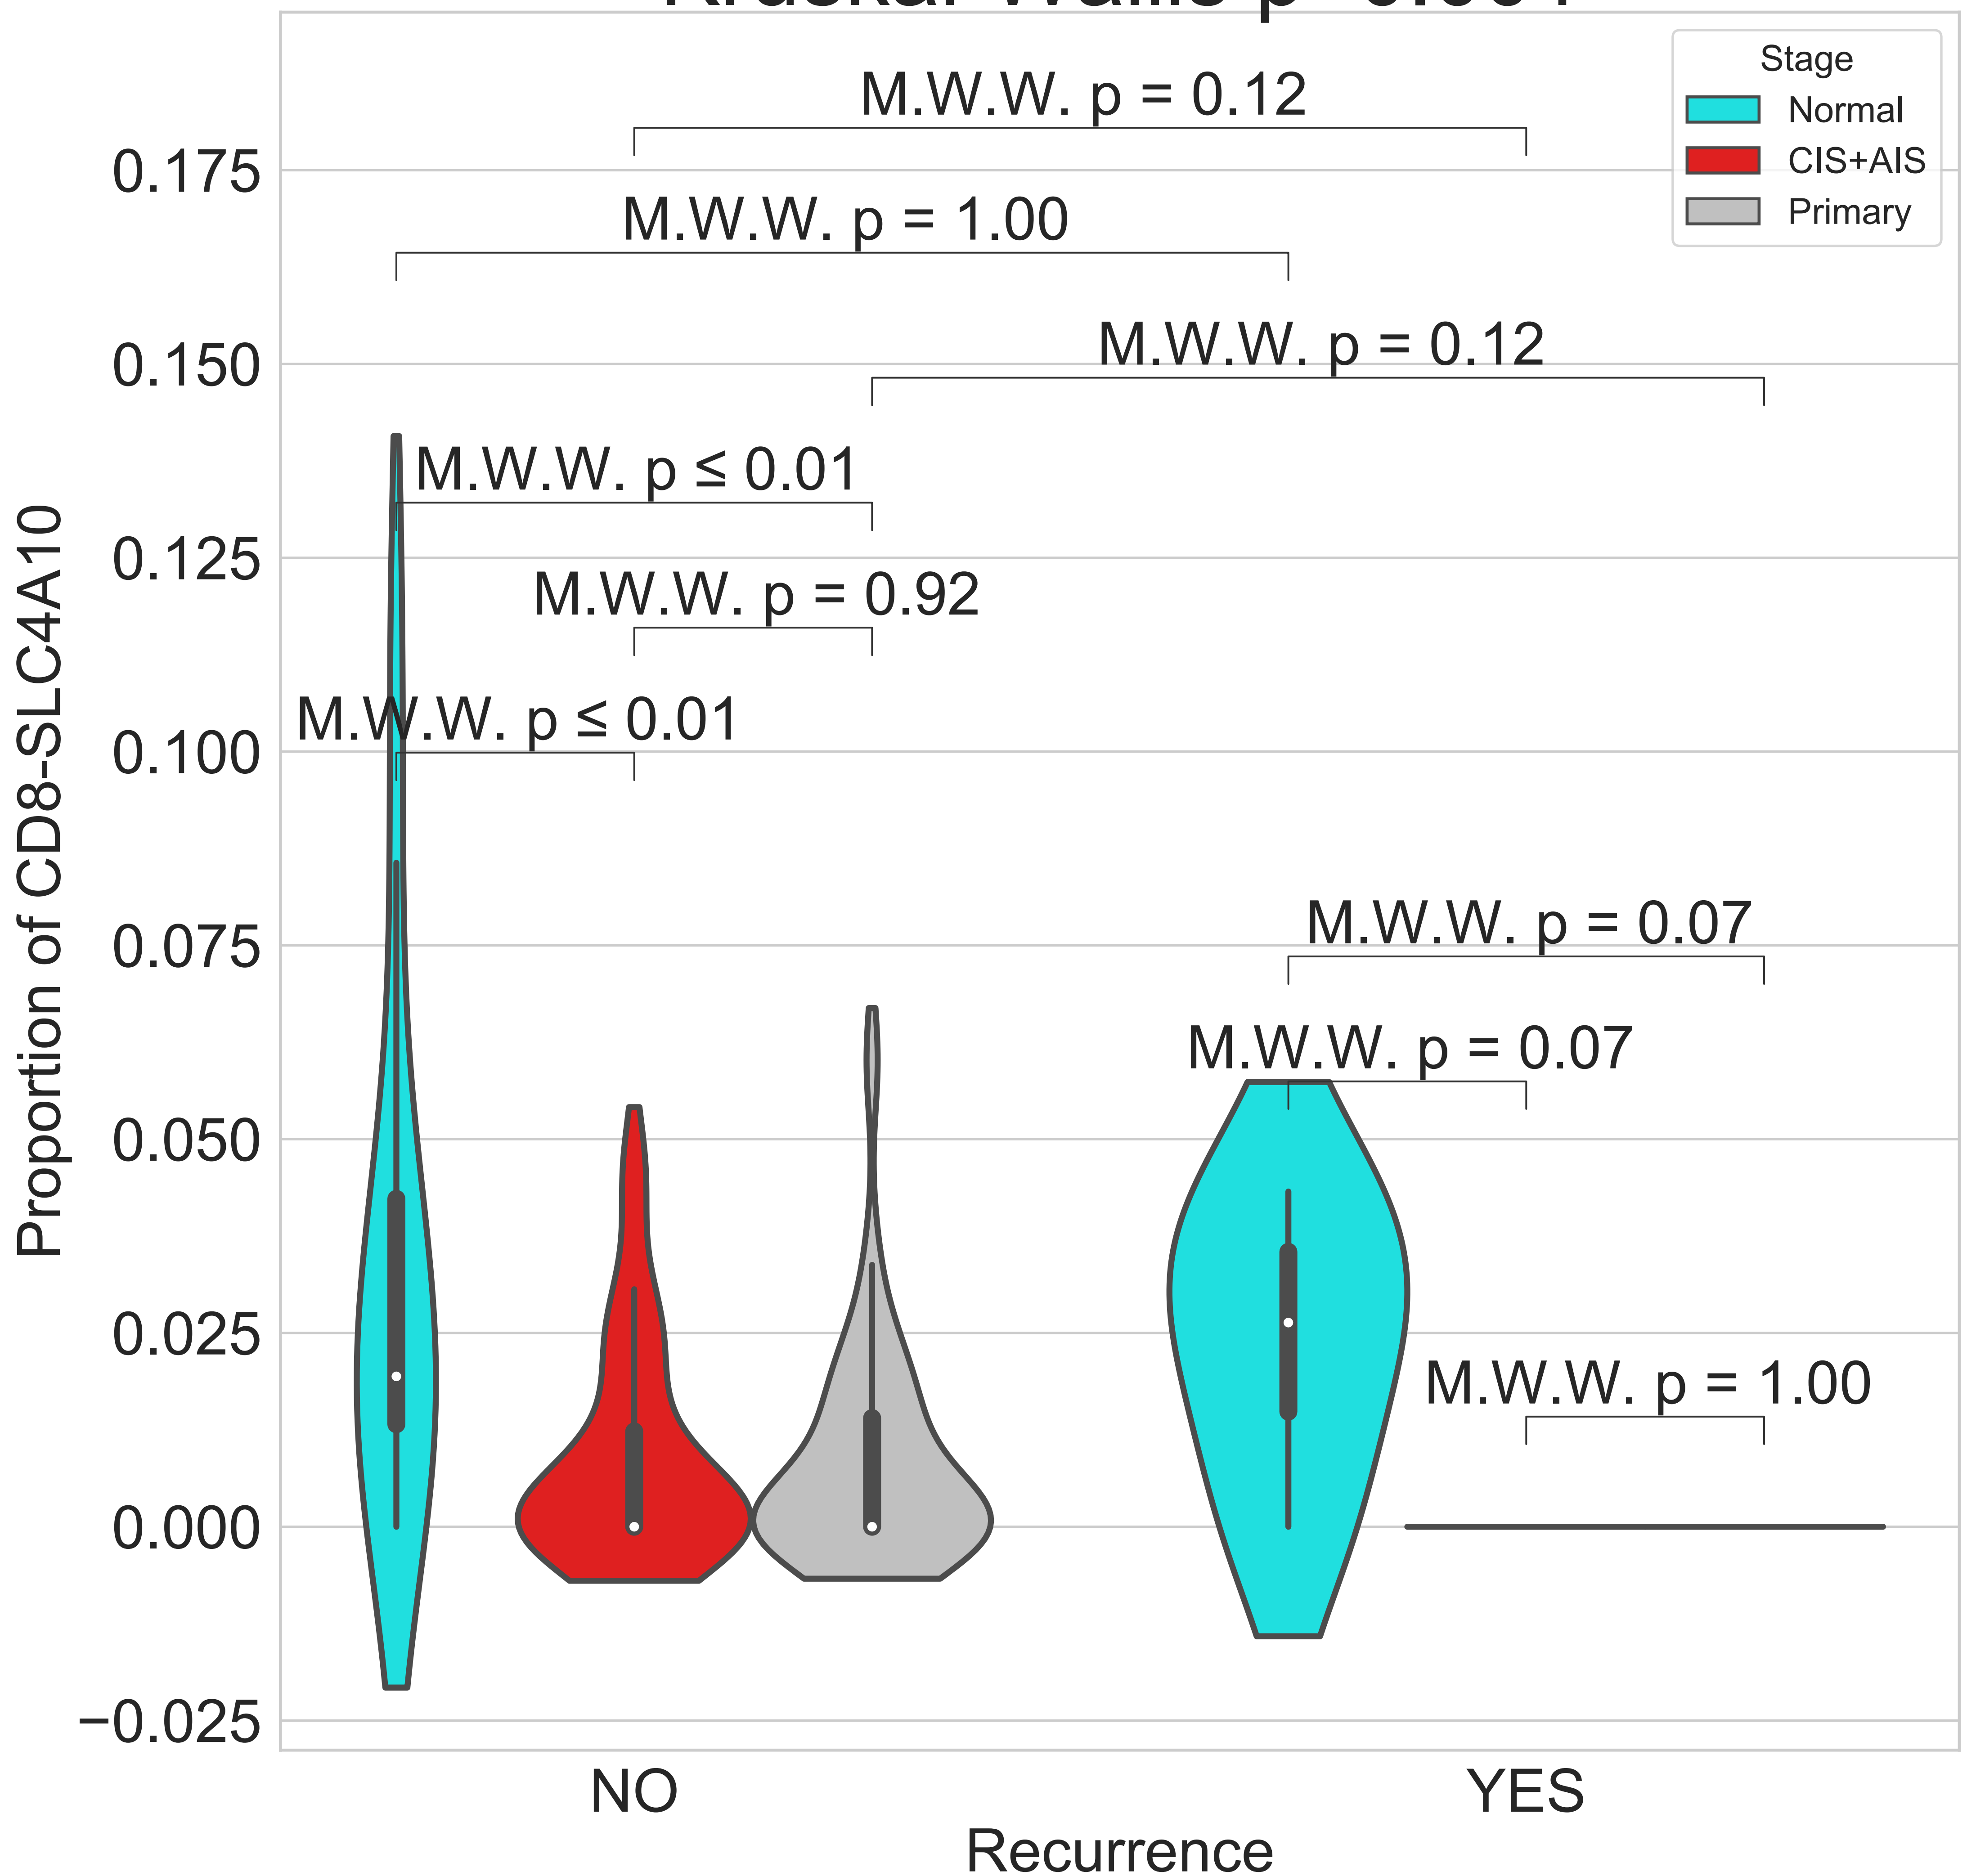 Stage
Normal
CIS+AIS
Primary
M.W.W. p = 0.12
M.W.W. p = 1.00
M.W.W. p = 0.12
M.W.W. p ≤ 0.01
M.W.W. p = 0.92
M.W.W. p ≤ 0.01
M.W.W. p = 0.07
M.W.W. p = 0.07
M.W.W. p = 1.00
Proportion of CD8-SLC4A10
0.175
0.150
0.125
0.100
0.075
0.050
0.025
0.000
−0.025
NO
YES
Recurrence